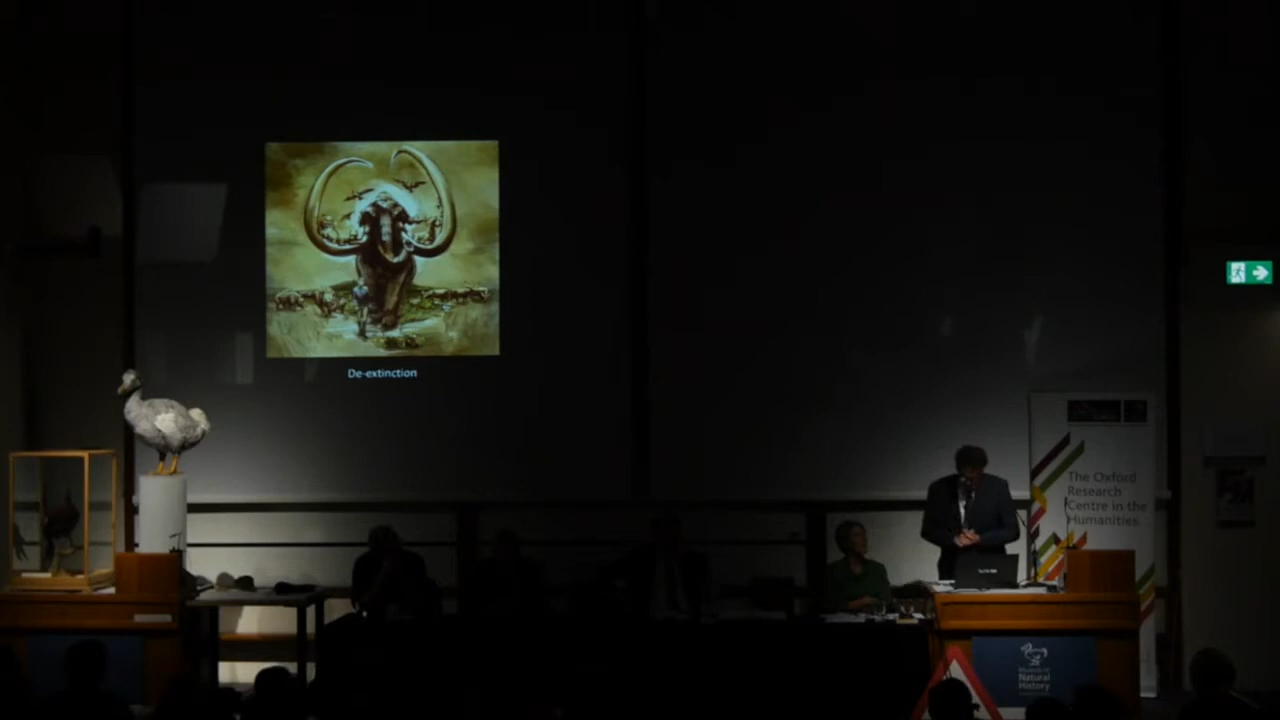 De-extinction
The Oxford
Research
Centre in the
Humanities
Natural
History